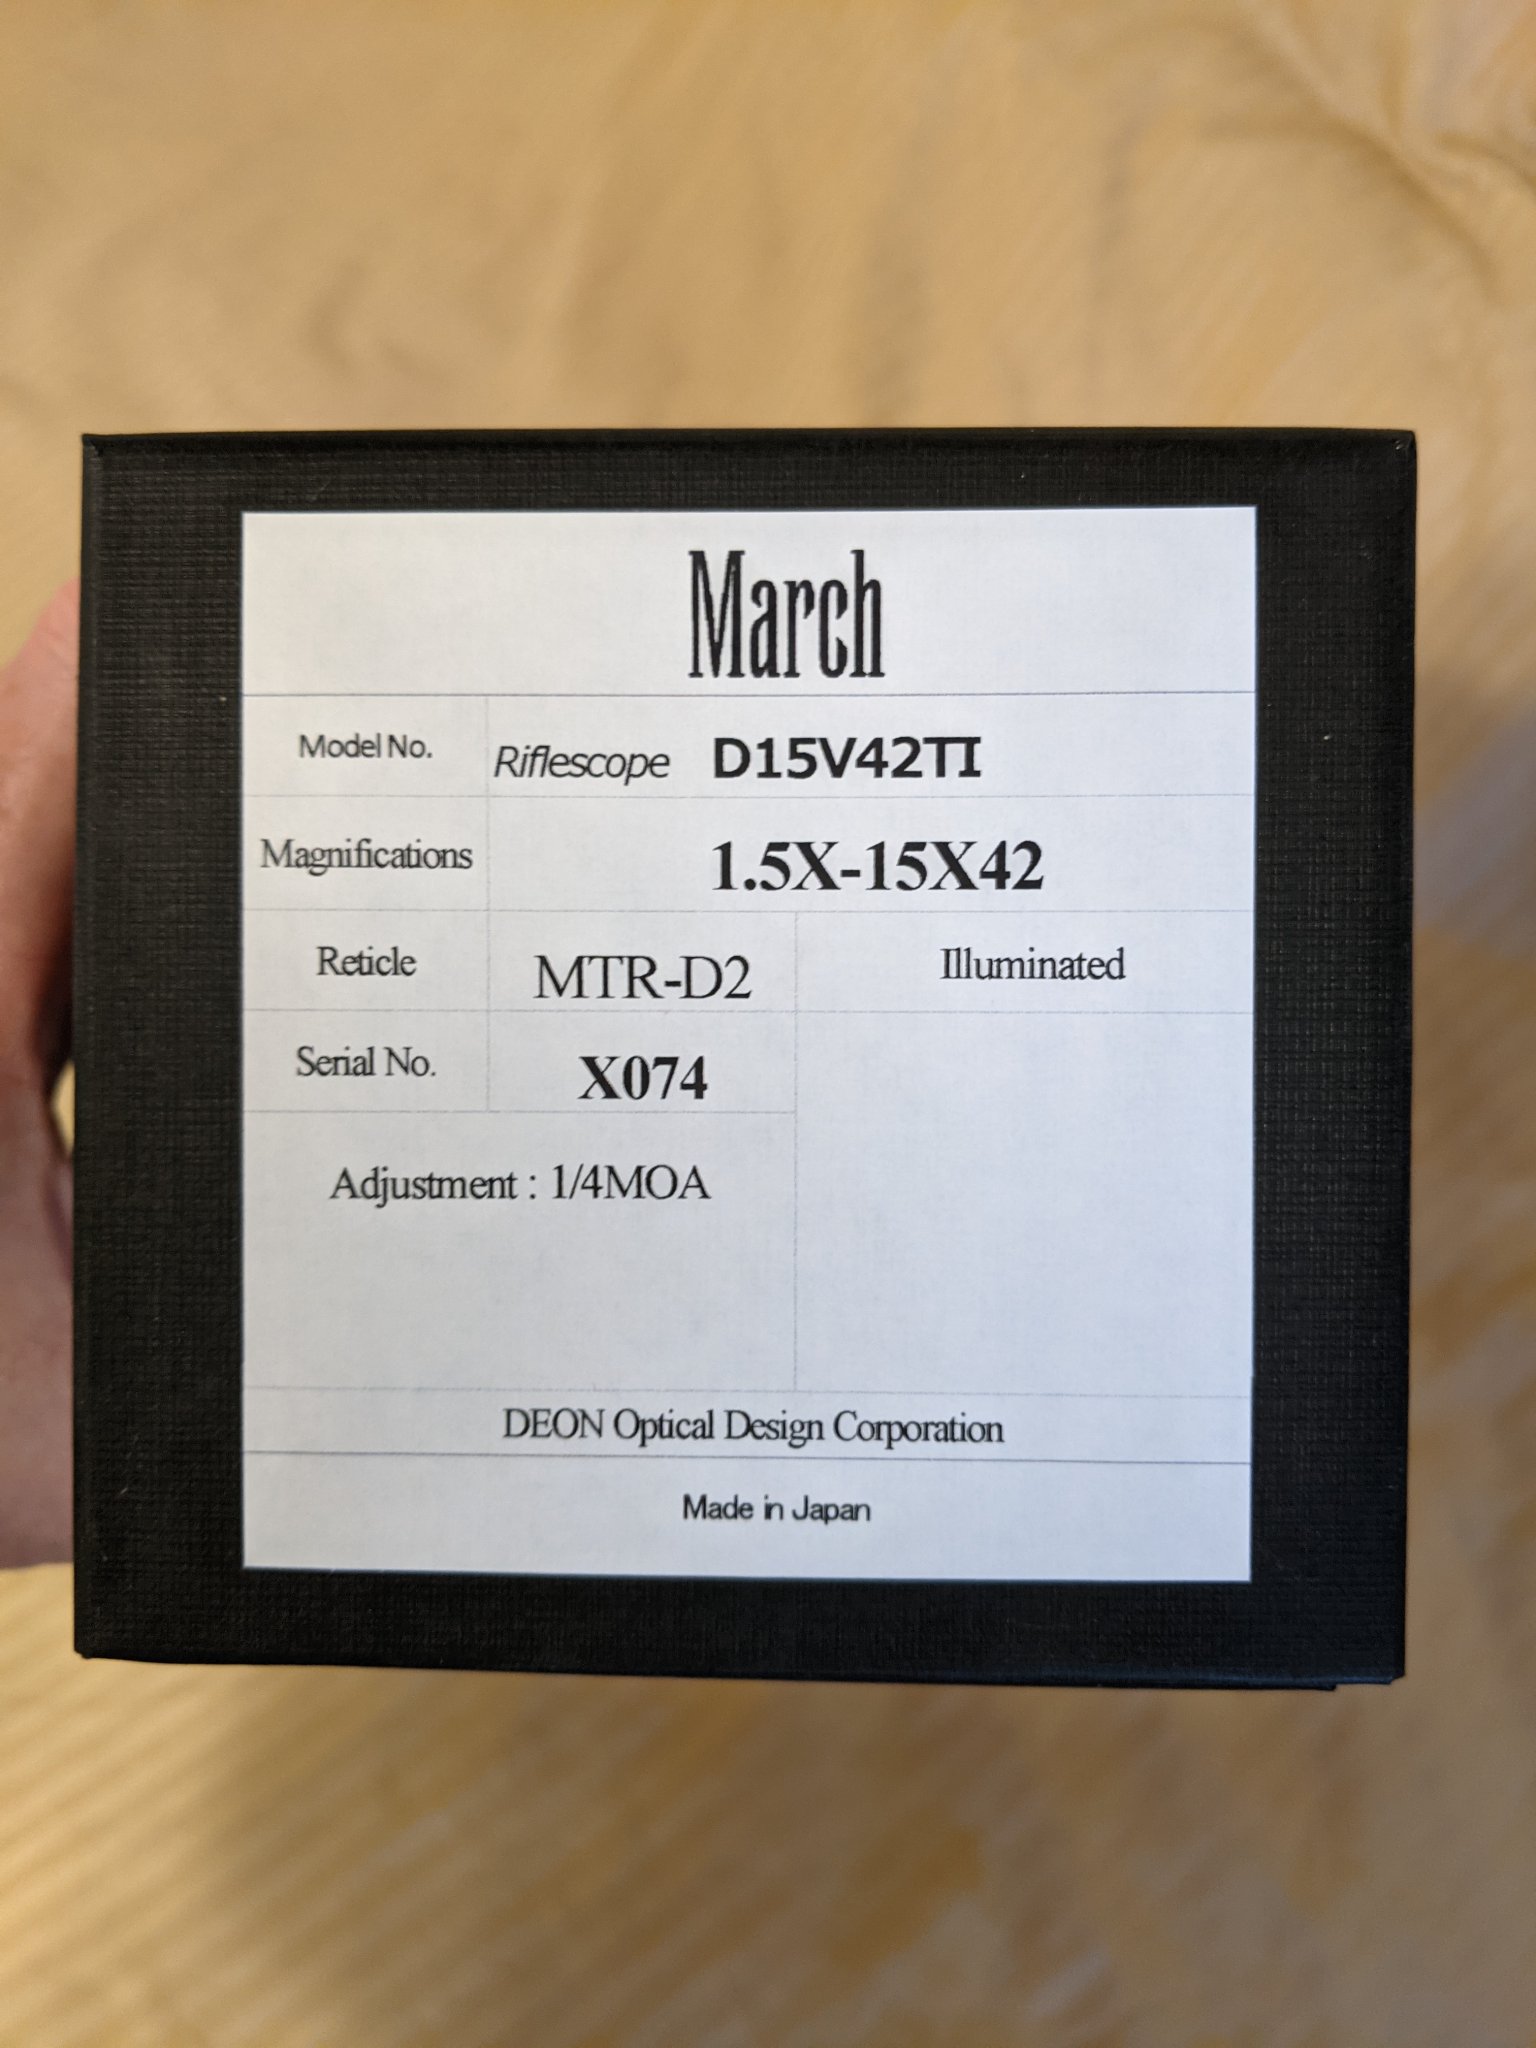 March
Model No. Riflescope D15V42TI
Magnifications 1.5X-15X42
Reticle MTR-D2 Illuminated
Serial No. X074
Adjustment : 1/4MOA
DEON Optical Design Corporation
Made in Japan